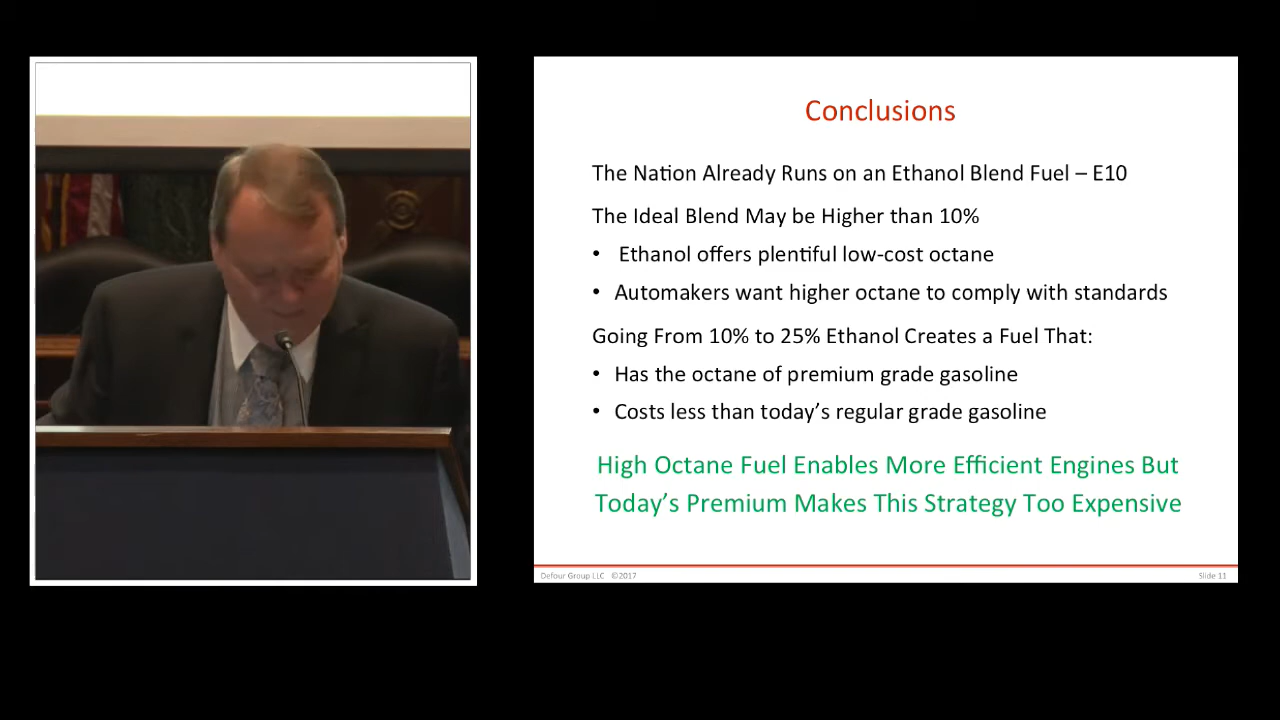 Conclusions
The Nation Already Runs on an Ethanol Blend Fuel – E10
The Ideal Blend May be Higher than 10%
• Ethanol offers plentiful low-cost octane
• Automakers want higher octane to comply with standards
Going From 10% to 25% Ethanol Creates a Fuel That:
• Has the octane of premium grade gasoline
• Costs less than today’s regular grade gasoline
High Octane Fuel Enables More Efficient Engines But
Today’s Premium Makes This Strategy Too Expensive
Defour Group LLC ©2017
Slide 11